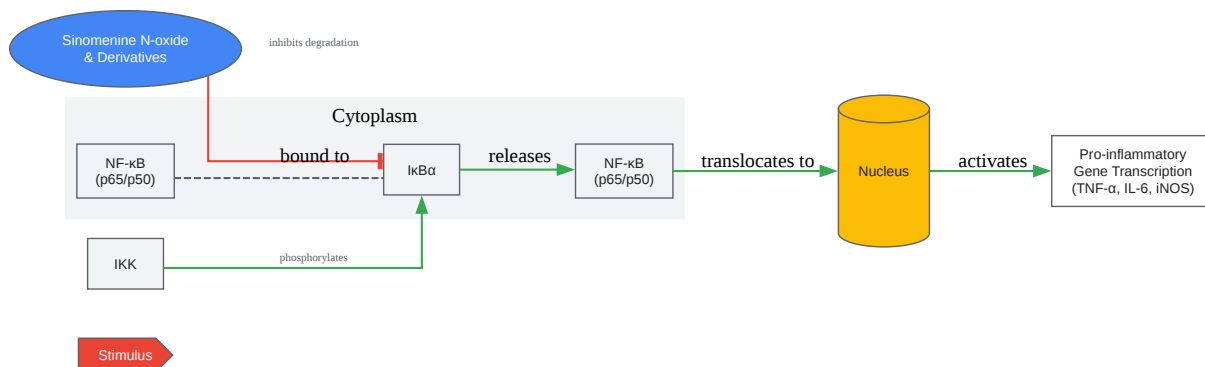 Sinomenine N-oxide
& Derivatives
inhibits degradation
Cytoplasm
NF-κB
(p65/p50)
bound to
IκBα
releases
NF-κB
(p65/p50)
translocates to
Nucleus
activates
Pro-inflammatory
Gene Transcription
(TNF-α, IL-6, iNOS)
IKK
phosphorylates
Stimulus